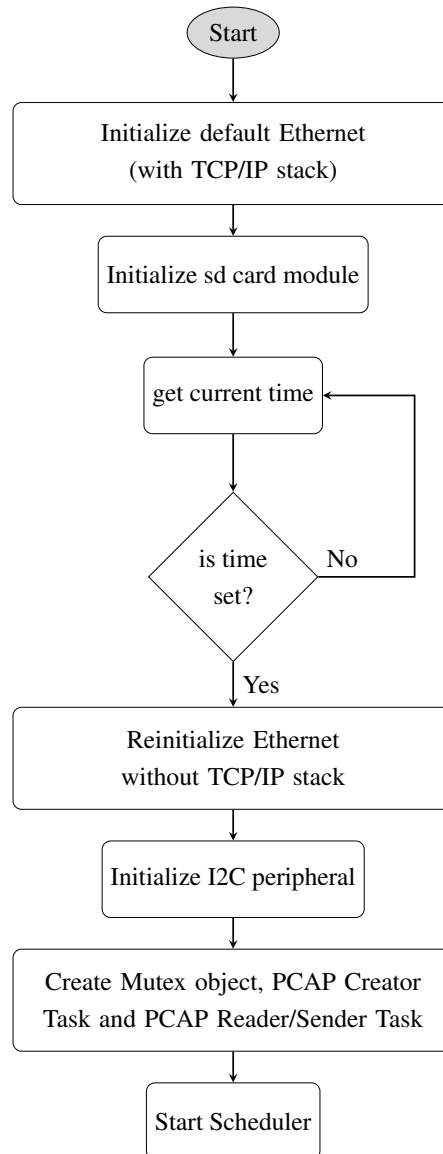 Start
Initialize default Ethernet
(with TCP/IP stack)
Initialize sd card module
get current time
is time
set?
No
Yes
Reinitialize Ethernet
without TCP/IP stack
Initialize I2C peripheral
Create Mutex object, PCAP Creator
Task and PCAP Reader/Sender Task
Start Scheduler